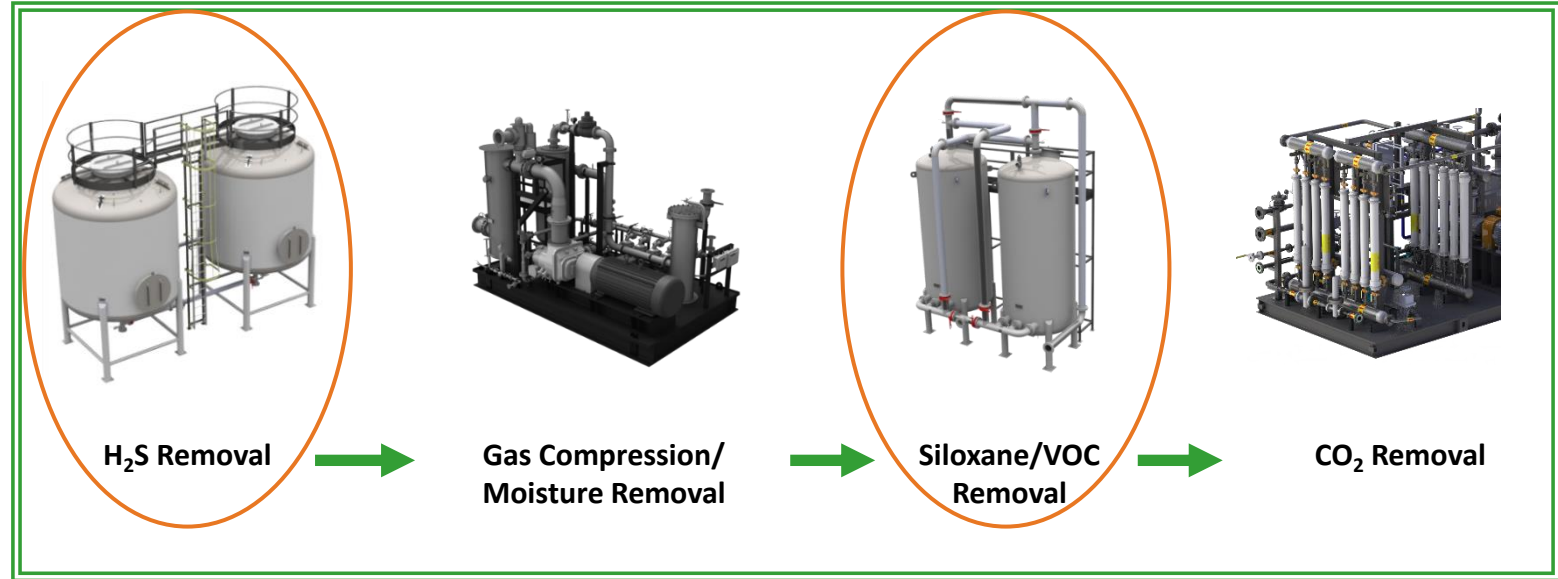 H₂S Removal
Gas Compression/
Moisture Removal
Siloxane/VOC
Removal
CO₂ Removal